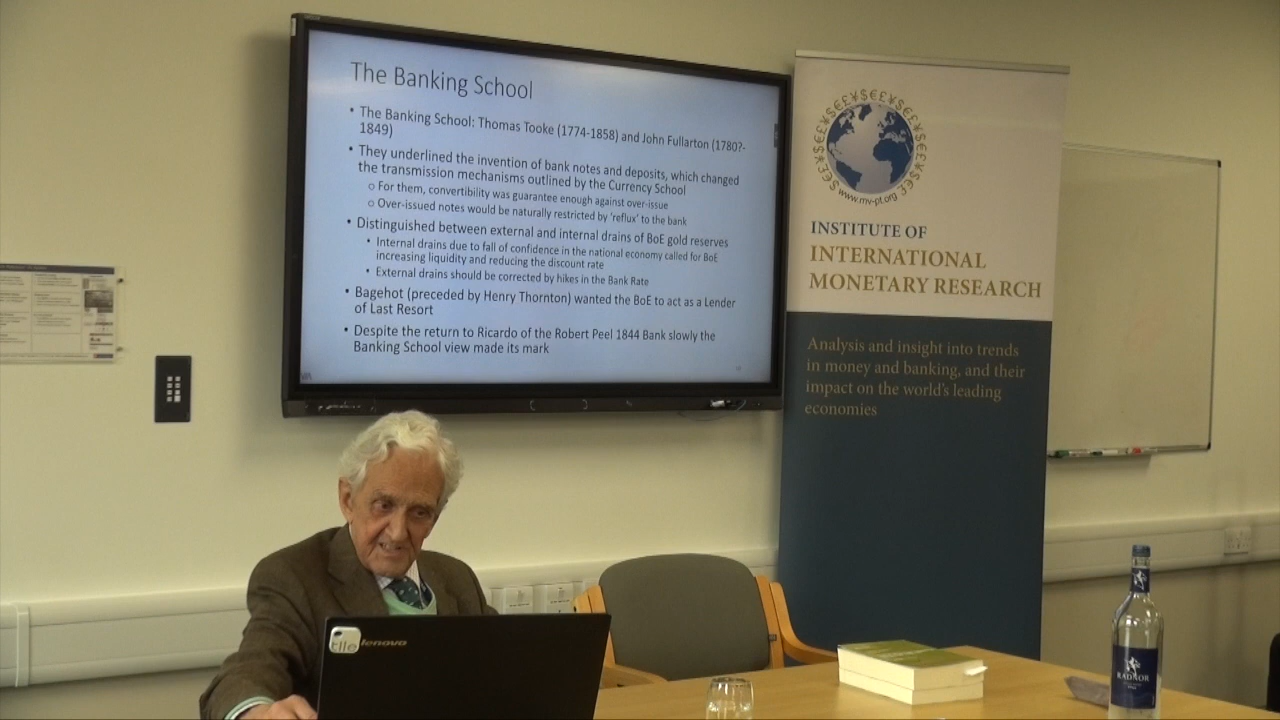 The Banking School
• The Banking School: Thomas Tooke (1774-1858) and John Fullarton (1780?-
1849)
• They underlined the invention of bank notes and deposits, which changed
the transmission mechanisms outlined by the Currency School
o For them, convertibility was guarantee enough against over-issue
o Over-issued notes would be naturally restricted by 'reflux' to the bank
• Distinguished between external and internal drains of BoE gold reserves
• Internal drains due to fall of confidence in the national economy called for BoE
increasing liquidity and reducing the discount rate
• External drains should be corrected by hikes in the Bank Rate
• Bagehot (preceded by Henry Thornton) wanted the BoE to act as a Lender
of Last Resort
• Despite the return to Ricardo of the Robert Peel 1844 Bank slowly the
Banking School view made its mark
www.mv-pt.org
INSTITUTE OF
INTERNATIONAL
MONETARY RESEARCH
Analysis and insight into trends
in money and banking, and their
impact on the world's leading
economies
lenovo
RADNOR